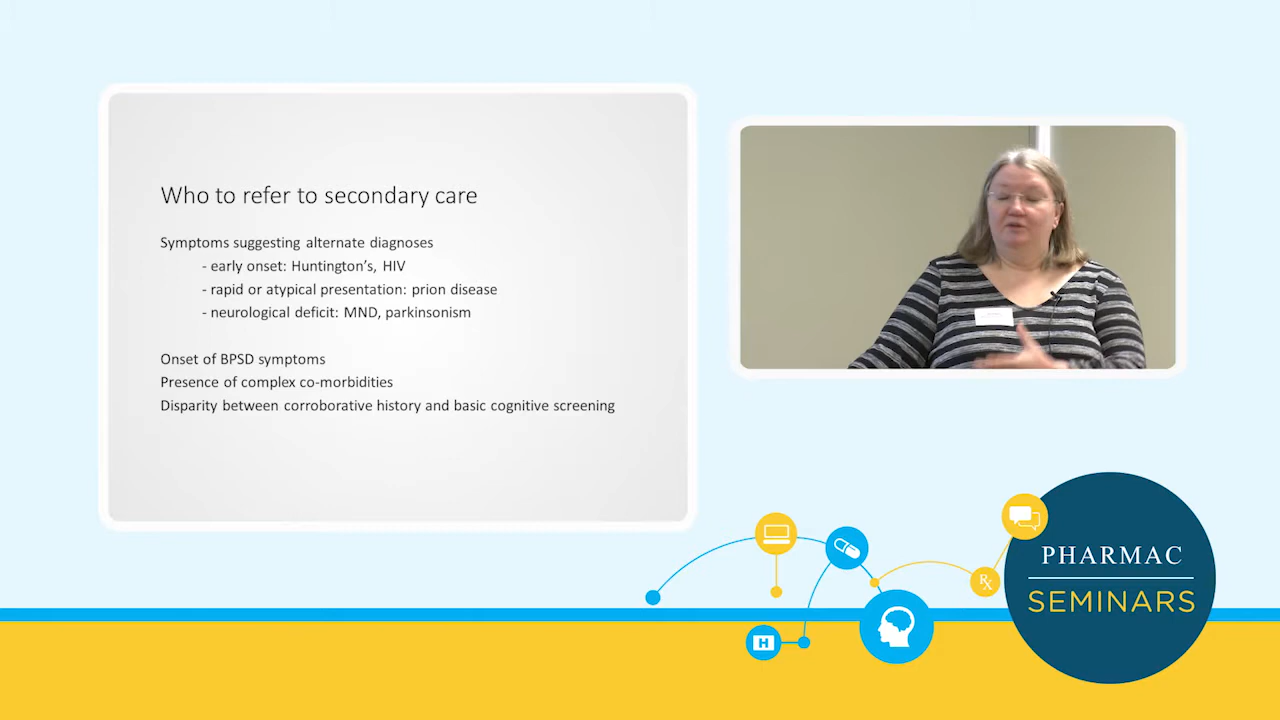 Who to refer to secondary care
Symptoms suggesting alternate diagnoses
- early onset: Huntington's, HIV
- rapid or atypical presentation: prion disease
- neurological deficit: MND, parkinsonism
Onset of BPSD symptoms
Presence of complex co-morbidities
Disparity between corroborative history and basic cognitive screening
Rx
H
PHARMAC
SEMINARS